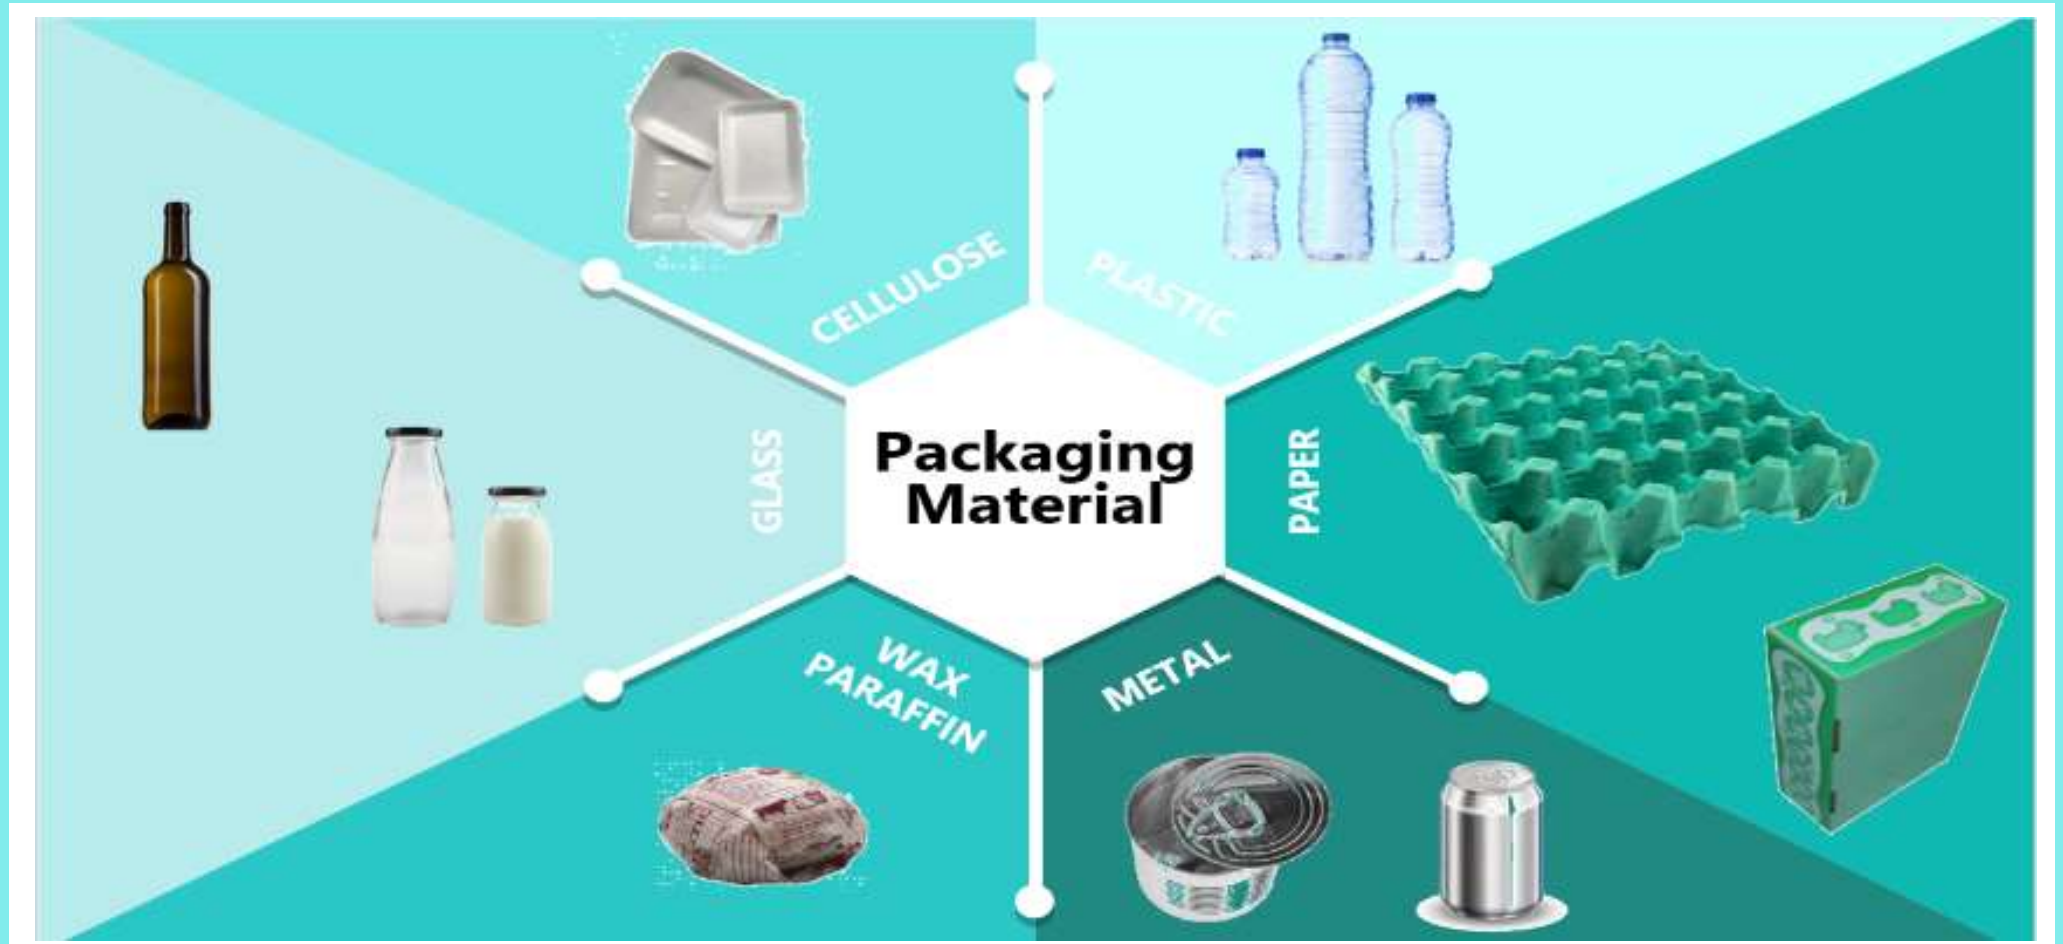 CELLULOSE
PLASTIC
GLASS
Packaging
Material
PAPER
WAX
PARAFFIN
METAL